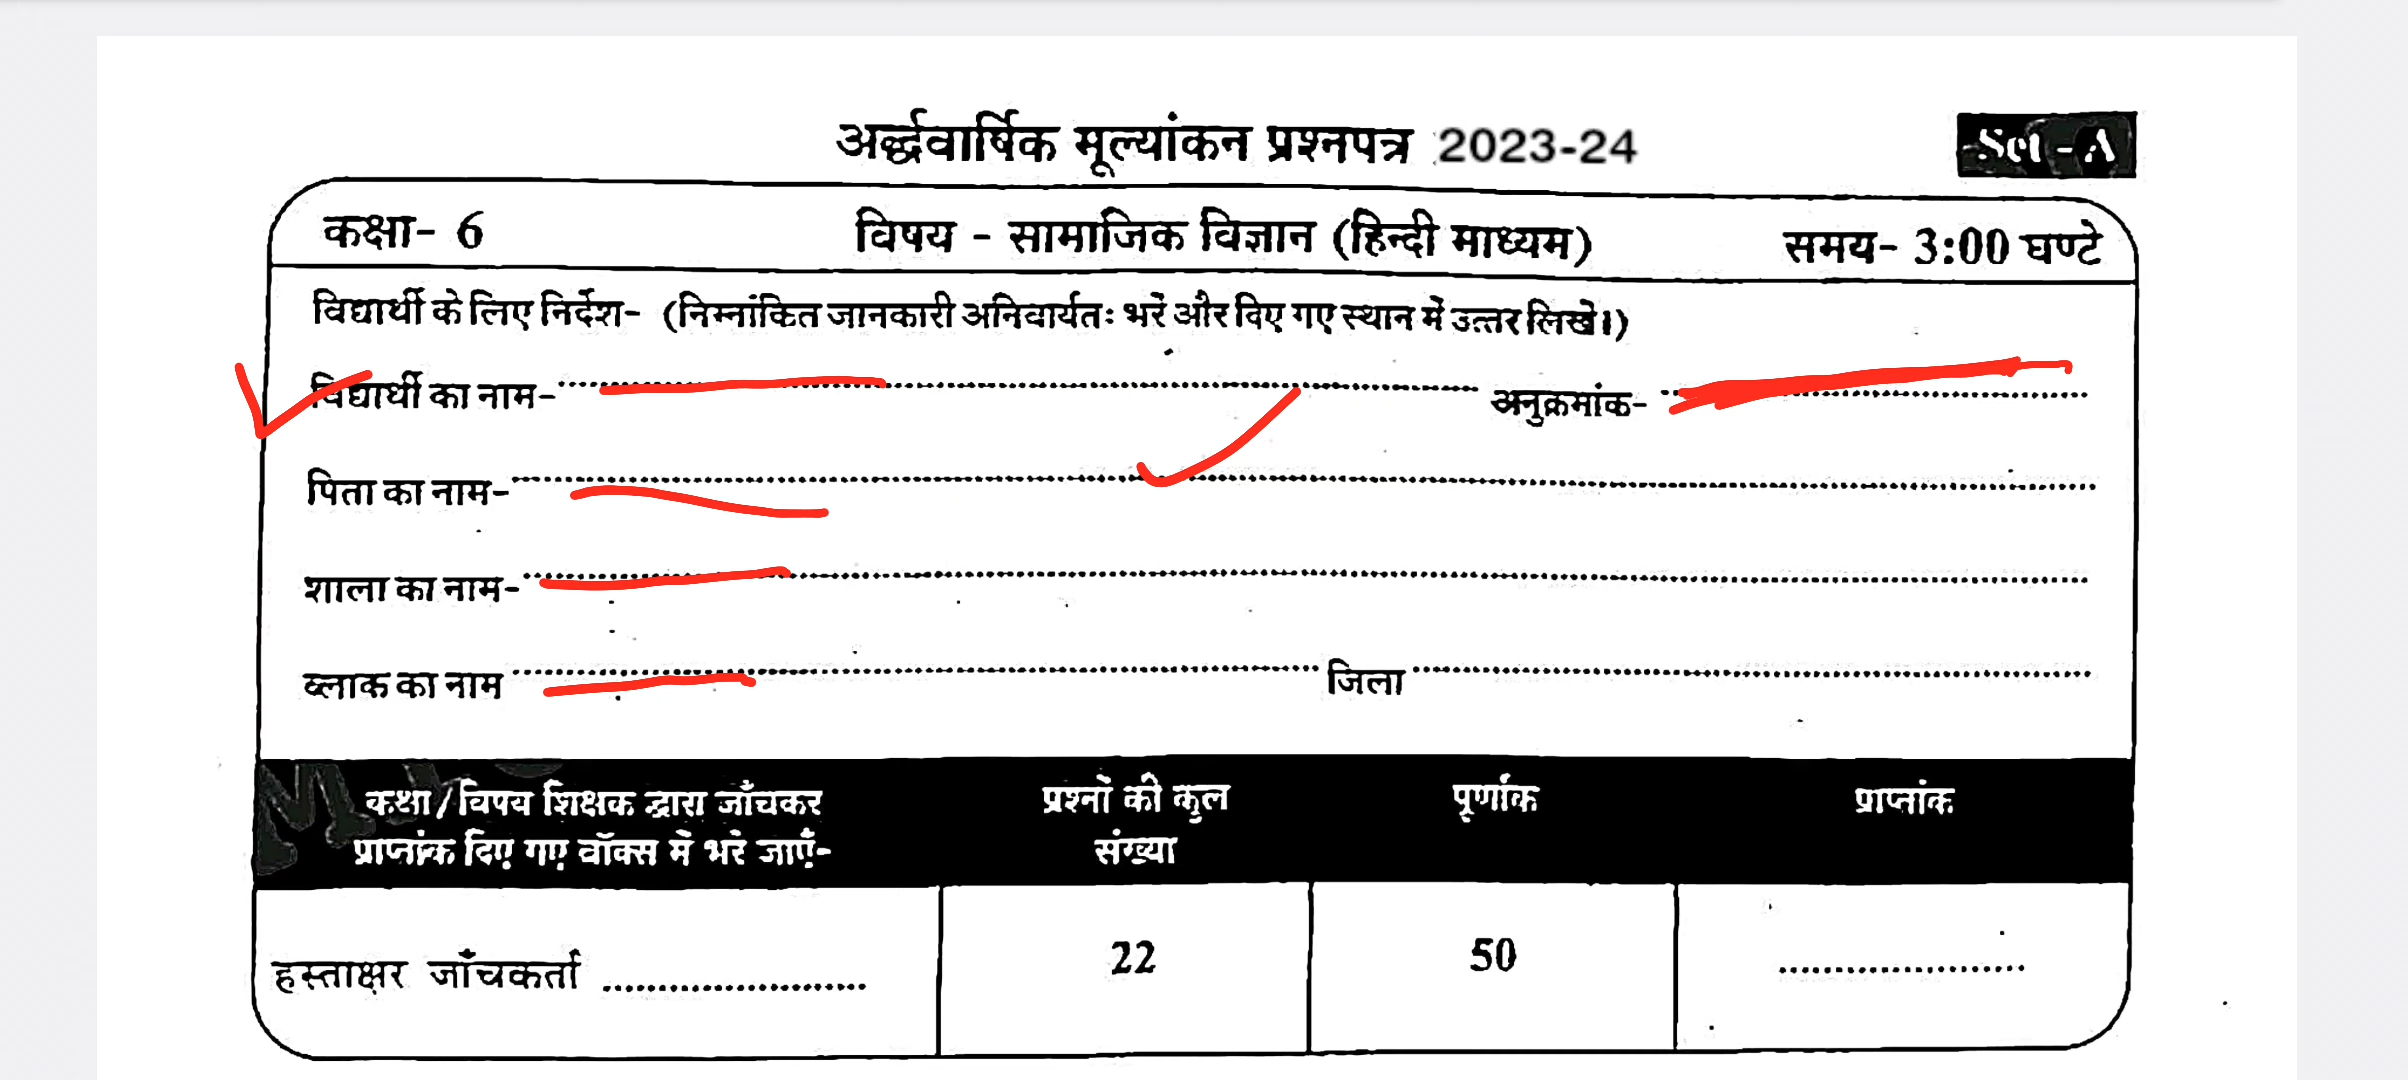 अर्द्धवार्षिक मूल्यांकन प्रश्नपत्र 2023-24
Set - A
कक्षा- 6 विषय - सामाजिक विज्ञान (हिन्दी माध्यम) समय- 3:00 घण्टे
विद्यार्थी के लिए निर्देश- (निम्नांकित जानकारी अनिवार्यतः भरें और दिए गए स्थान में उत्तर लिखें।)
विद्यार्थी का नाम- अनुक्रमांक-
पिता का नाम-
शाला का नाम-
ब्लाक का नाम जिला
कक्षा/विषय शिक्षक द्वारा जाँचकर
प्राप्तांक दिए गए बॉक्स में भरे जाएँ-
प्रश्नों की कुल
संख्या
पूर्णांक
प्राप्तांक
हस्ताक्षर जाँचकर्ता ........................ 22 50 ........................